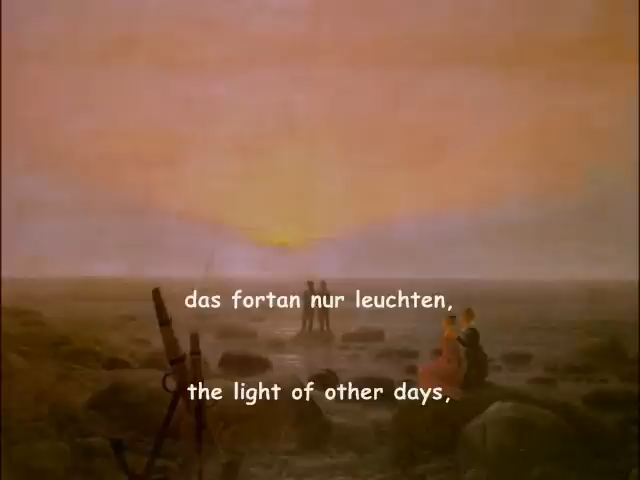 das fortan nur leuchten,
the light of other days,